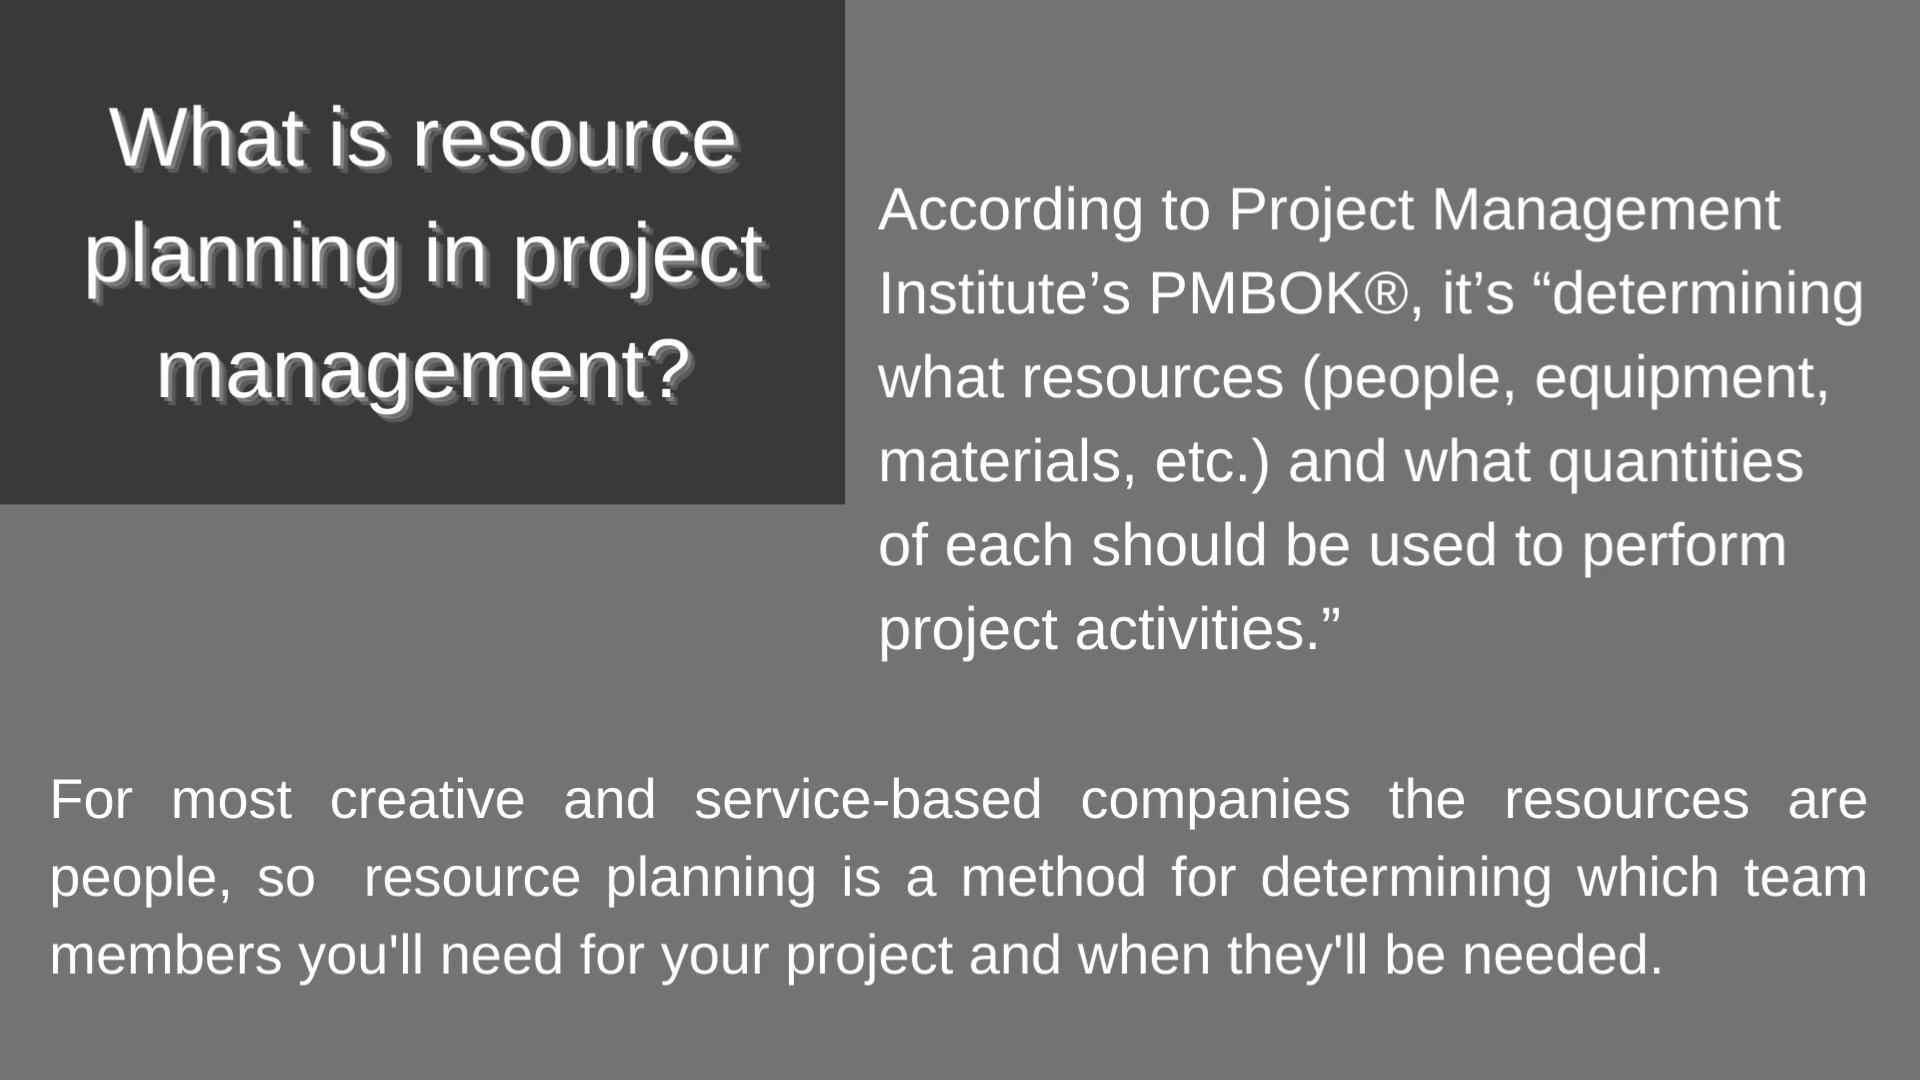 What is resource
planning in project
management?
According to Project Management
Institute’s PMBOK®, it’s “determining
what resources (people, equipment,
materials, etc.) and what quantities
of each should be used to perform
project activities.”
For most creative and service-based companies the resources are
people, so  resource planning is a method for determining which team
members you'll need for your project and when they'll be needed.